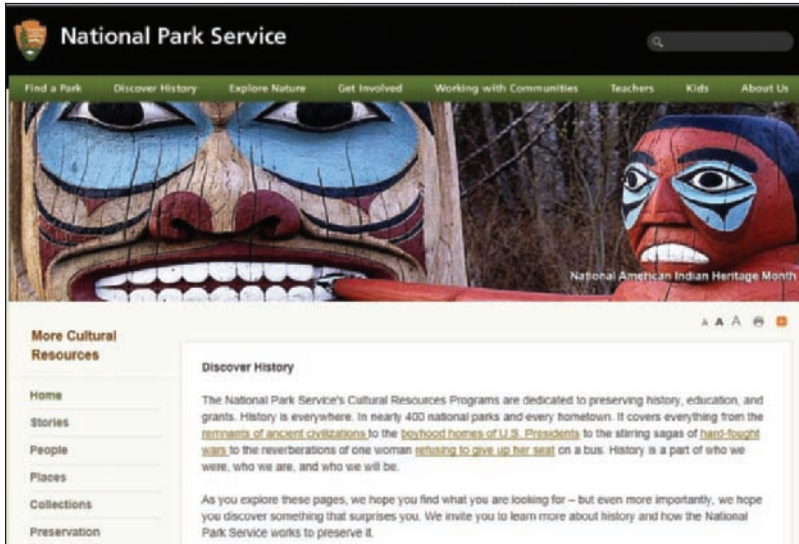 National Park Service
Find a Park Discover History Explore Nature Get Involved Working with Communities Teachers Kids About Us
National American Indian Heritage Month
A A A
More Cultural
Resources
Home
Stories
People
Places
Collections
Preservation
Discover History
The National Park Service's Cultural Resources Programs are dedicated to preserving history, education, and
grants. History is everywhere. In nearly 400 national parks and every hometown. It covers everything from the
remnants of ancient civilizations to the boyhood homes of U.S. Presidents to the stirring sagas of hard-fought
wars to the reverberations of one woman refusing to give up her seat on a bus. History is a part of who we
were, who we are, and who we will be.
As you explore these pages, we hope you find what you are looking for – but even more importantly, we hope
you discover something that surprises you. We invite you to learn more about history and how the National
Park Service works to preserve it.